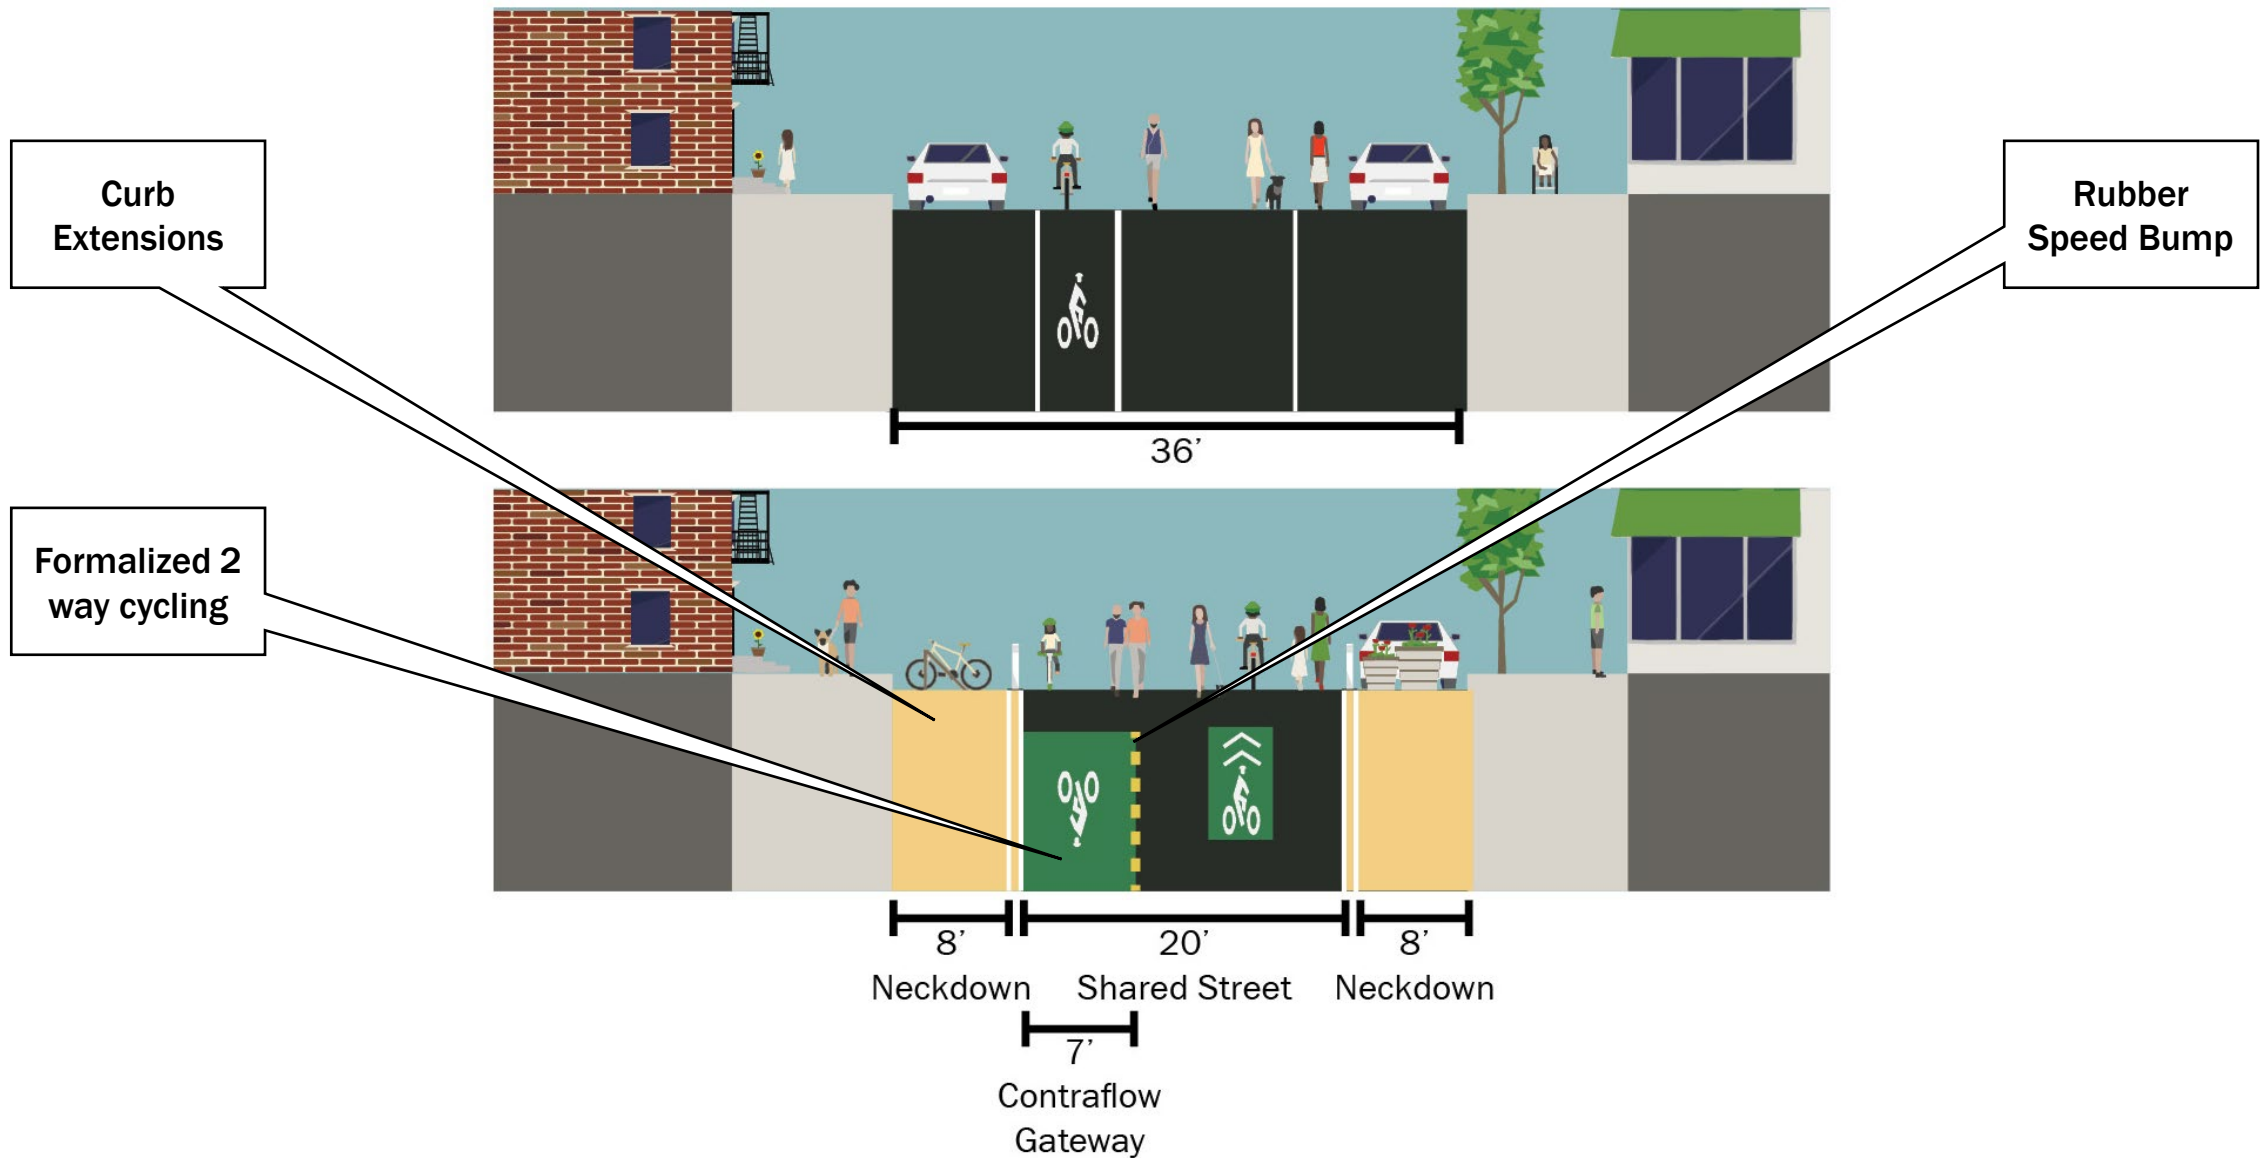 Curb
Extensions
Rubber
Speed Bump
36’
Formalized 2
way cycling
8’
20’
8’
Neckdown
Shared Street
Neckdown
7’
Contraflow
Gateway